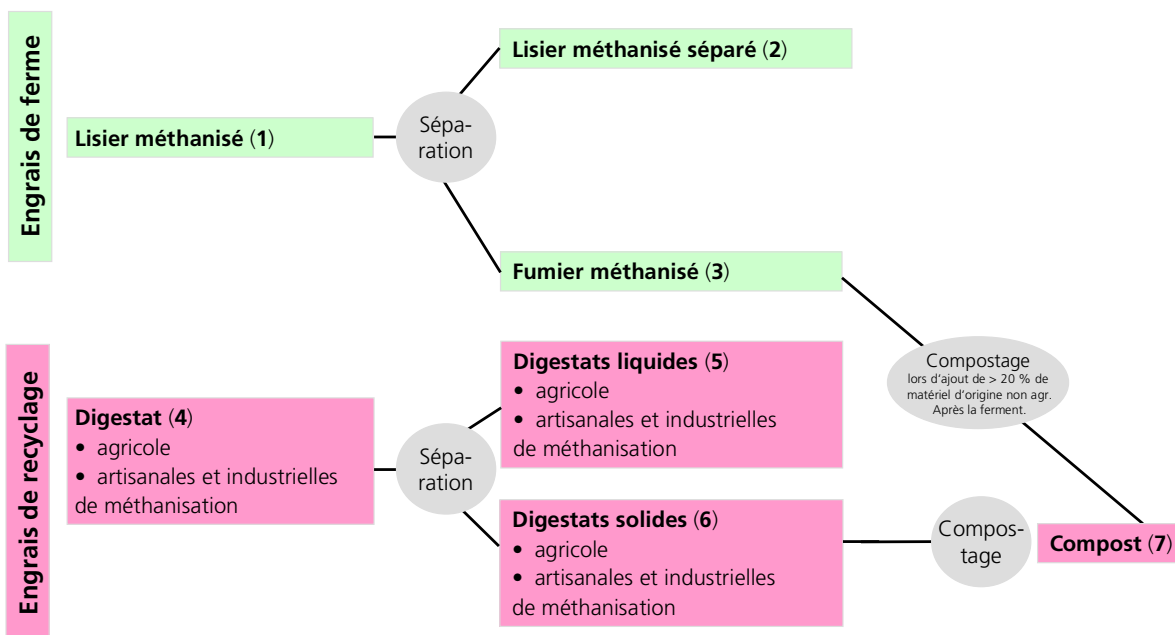 Engrais de ferme
Lisier méthanisé (1)
Sépa-
ration
Lisier méthanisé séparé (2)
Fumier méthanisé (3)
Compostage
lors d'ajout de > 20 % de
matériel d'origine non agr.
Après la ferment.
Engrais de recyclage
Digestat (4)
• agricole
• artisanales et industrielles
de méthanisation
Sépa-
ration
Digestats liquides (5)
• agricole
• artisanales et industrielles
de méthanisation
Digestats solides (6)
• agricole
• artisanales et industrielles
de méthanisation
Compos-
tage
Compost (7)